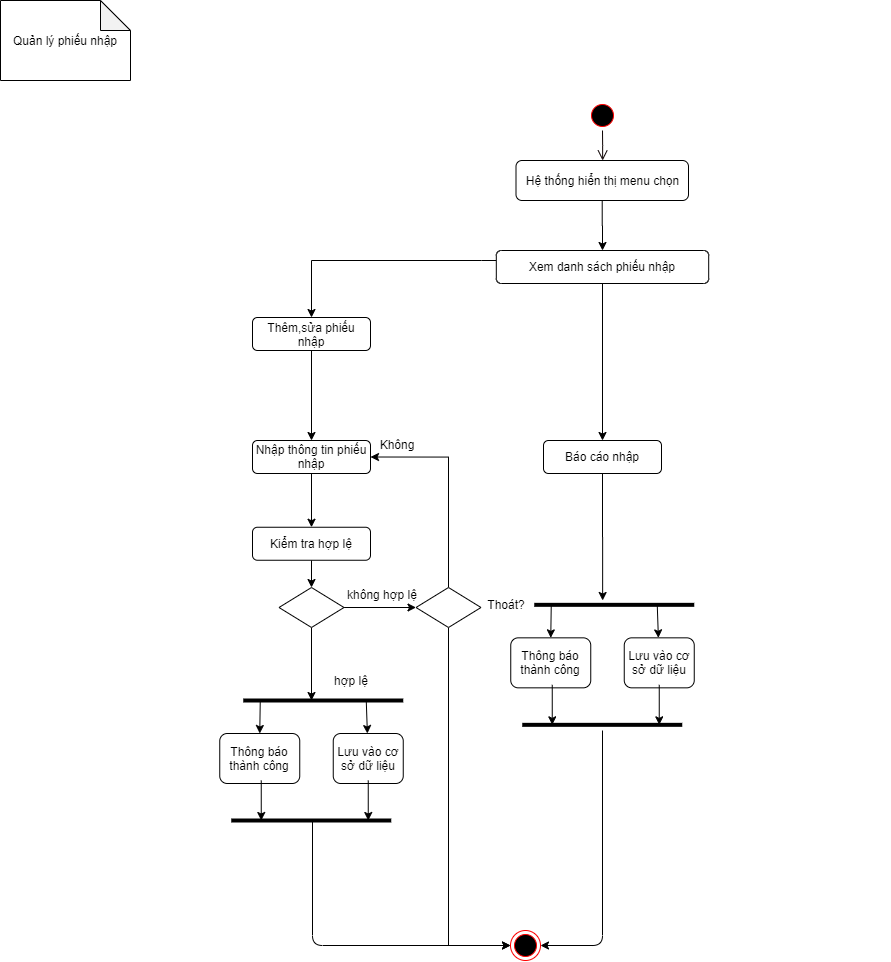 Quản lý phiếu nhập
Hệ thống hiển thị menu chọn
Xem danh sách phiếu nhập
Thêm,sửa phiếu
nhập
Nhập thông tin phiếu
nhập
Không
Báo cáo nhập
Kiểm tra hợp lệ
không hợp lệ
Thoát?
Thông báo
thành công
Lưu vào cơ
sở dữ liệu
hợp lệ
Thông báo
thành công
Lưu vào cơ
sở dữ liệu